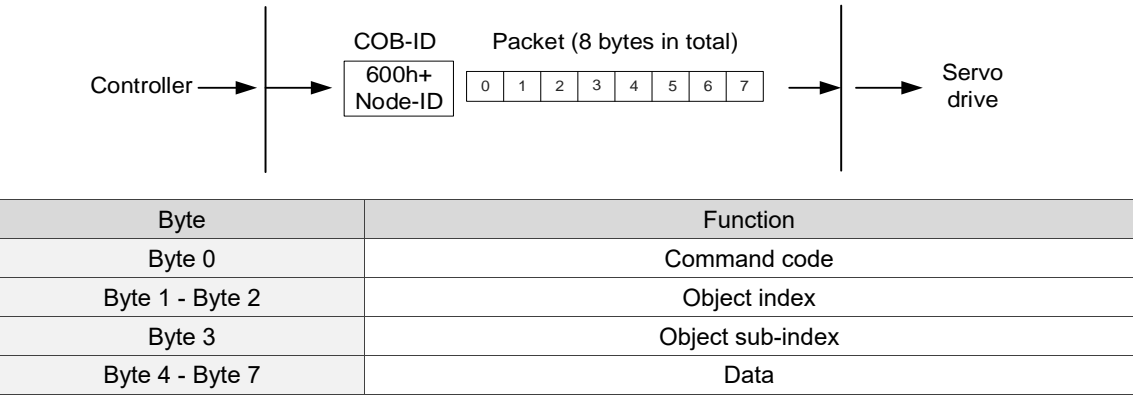 COB-ID
Packet (8 bytes in total)
Controller
600h+
Node-ID
0 1 2 3 4 5 6 7
Servo
drive
Byte Function
Byte 0 Command code
Byte 1 - Byte 2 Object index
Byte 3 Object sub-index
Byte 4 - Byte 7 Data